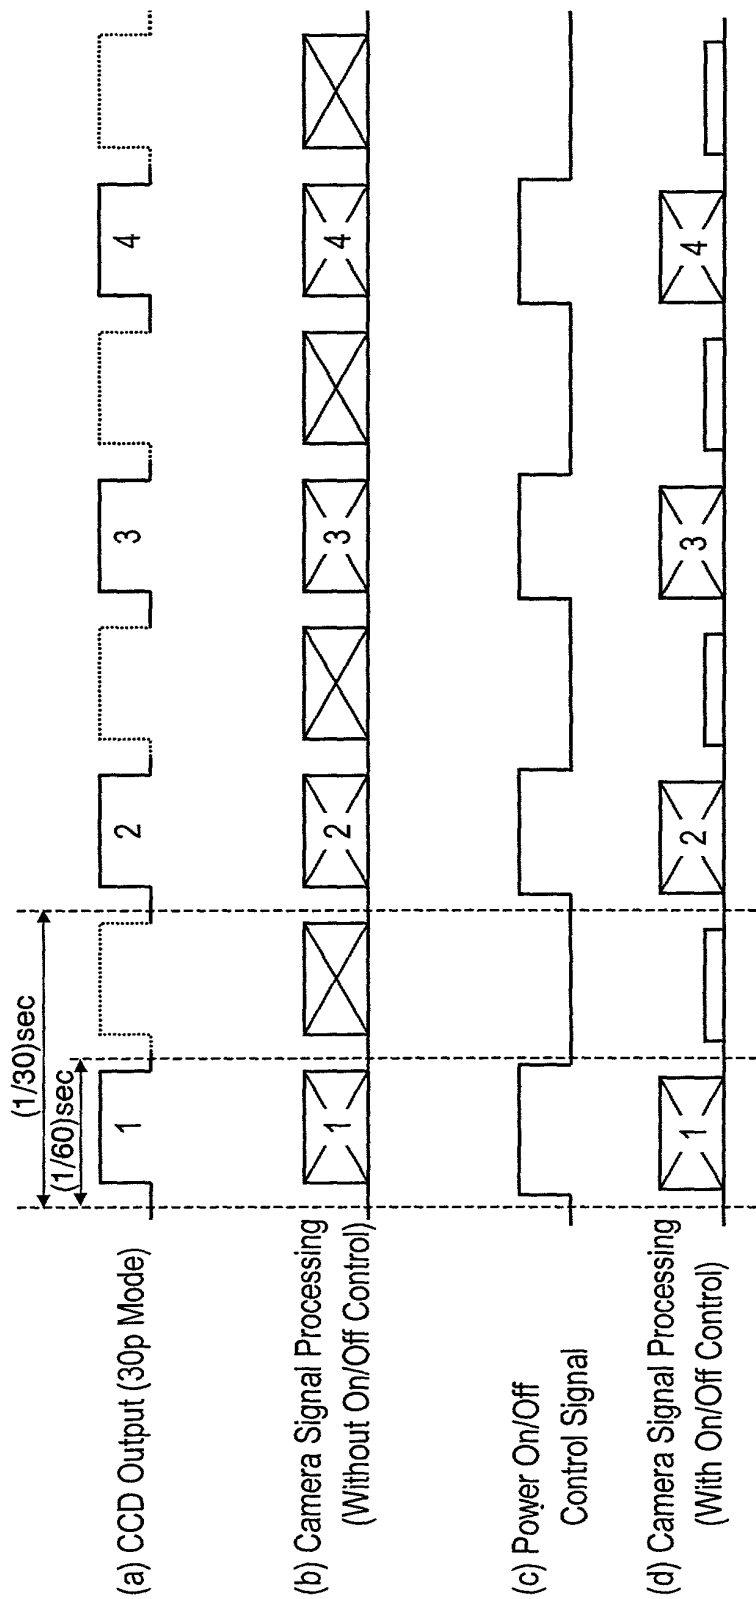 (1/30)sec
(1/60)sec
(a) CCD Output (30p Mode)
1
2
3
4
(b) Camera Signal Processing
(Without On/Off Control)
1
2
3
4
(c) Power On/Off
Control Signal
(d) Camera Signal Processing
(With On/Off Control)
1
2
3
4